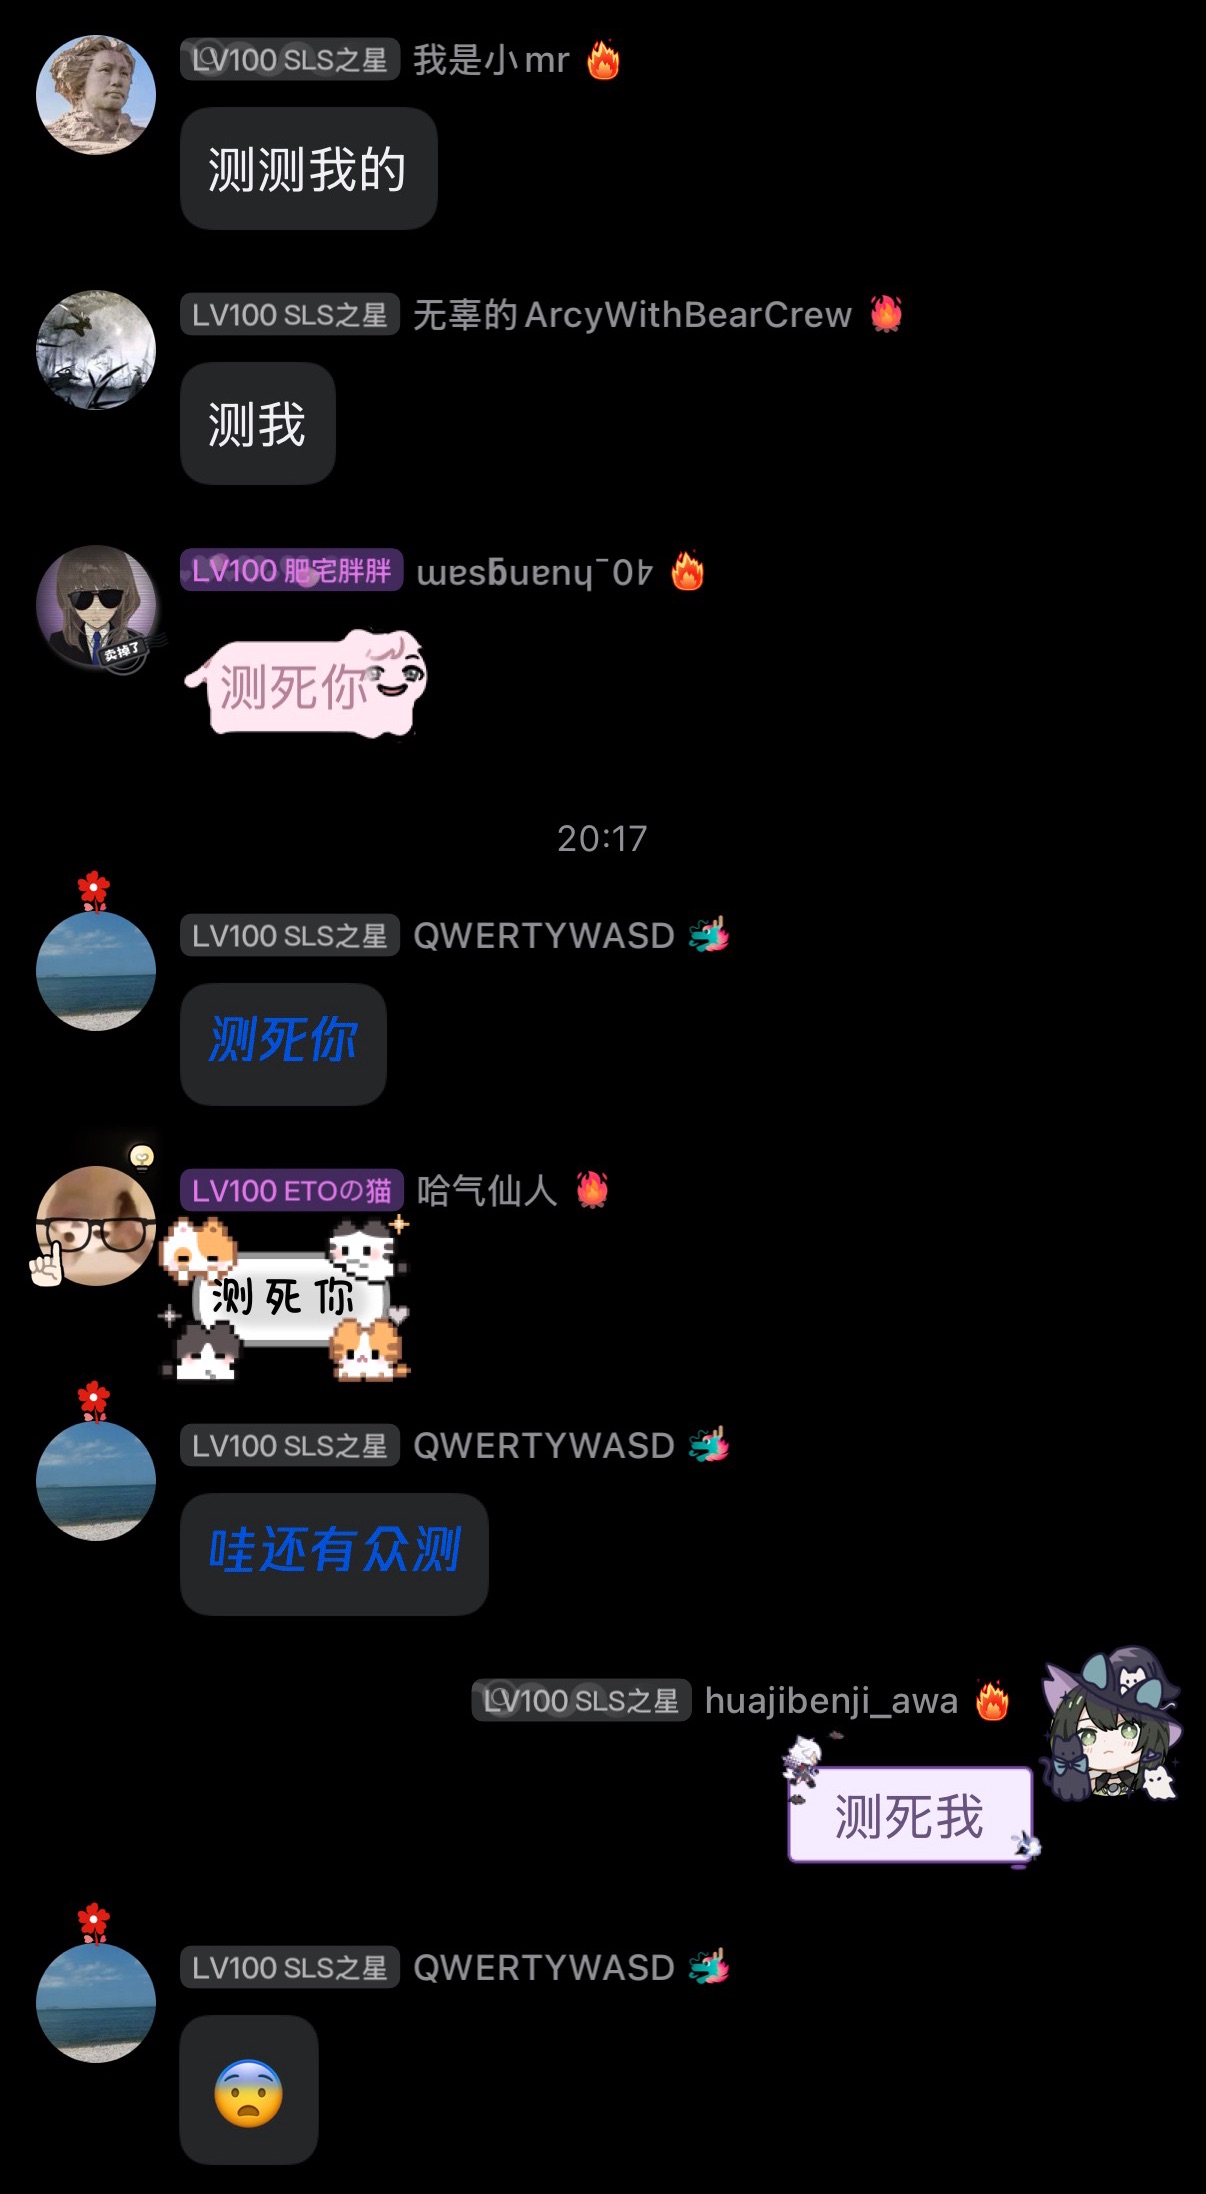 LV100 SLS之星 我是小mr 🔥
测测我的
LV100 SLS之星 无辜的ArcyWithBearCrew
测我
LV100 肥宅胖胖 ɯɐsƃuɐnɥ‾0߈ 🔥
卖掉了
测死你
20:17
LV100 SLS之星 QWERTYWASD
测死你
LV100 ETOの猫 哈气仙人
测死你
LV100 SLS之星 QWERTYWASD
哇还有众测
LV100 SLS之星 huajibenji_awa 🔥
测死我
LV100 SLS之星 QWERTYWASD
😨